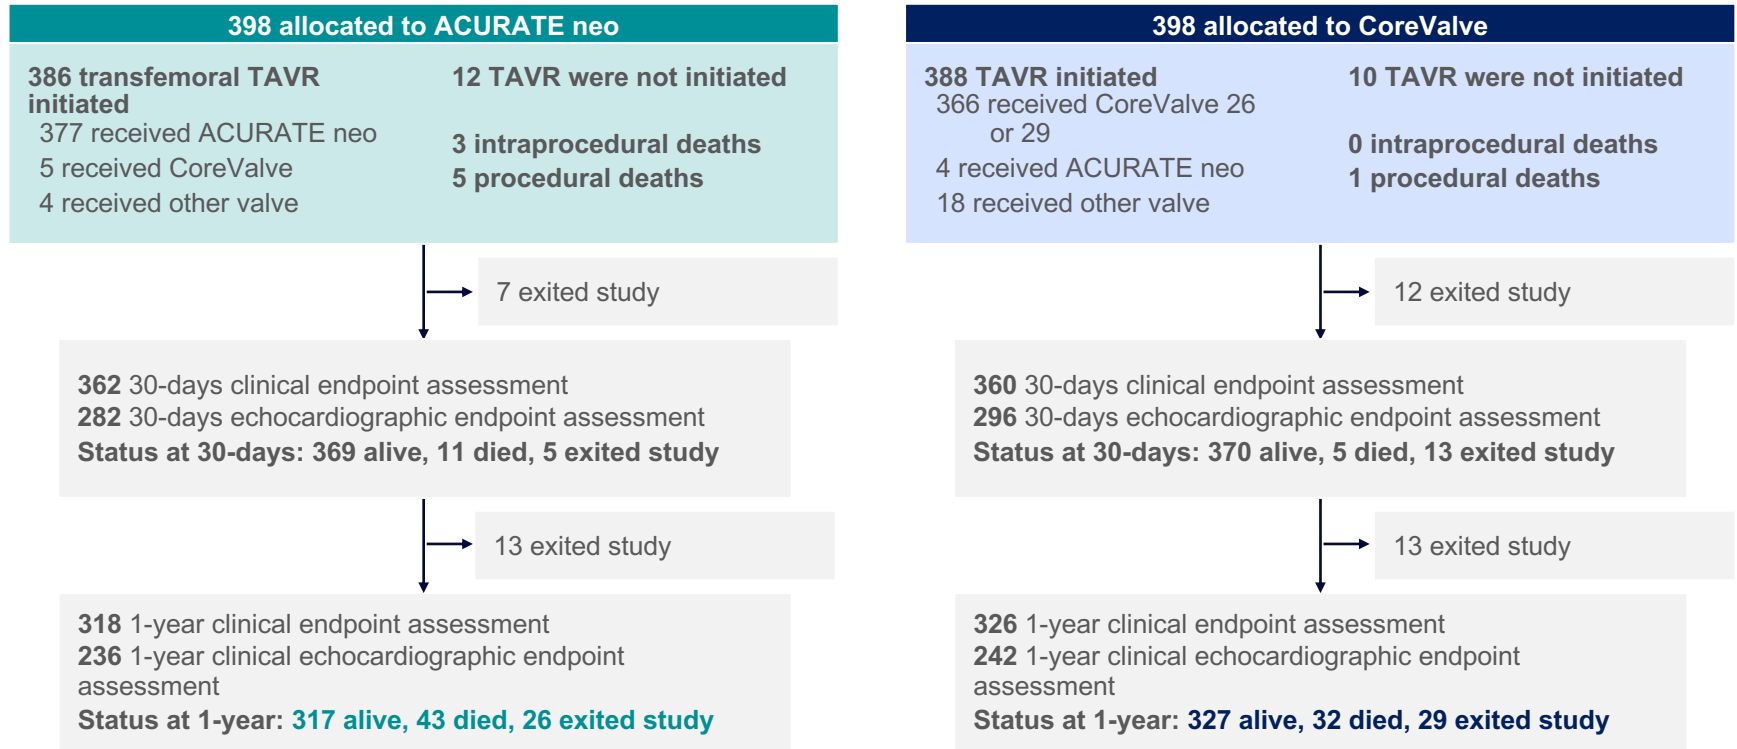 398 allocated to ACURATE neo
386 transfemoral TAVR
initiated
377 received ACURATE neo
5 received CoreValve
4 received other valve
12 TAVR were not initiated
3 intraprocedural deaths
5 procedural deaths
7 exited study
362 30-days clinical endpoint assessment
282 30-days echocardiographic endpoint assessment
Status at 30-days: 369 alive, 11 died, 5 exited study
13 exited study
318 1-year clinical endpoint assessment
236 1-year clinical echocardiographic endpoint
assessment
Status at 1-year: 317 alive, 43 died, 26 exited study
398 allocated to CoreValve
388 TAVR initiated
366 received CoreValve 26
or 29
4 received ACURATE neo
18 received other valve
10 TAVR were not initiated
0 intraprocedural deaths
1 procedural deaths
12 exited study
360 30-days clinical endpoint assessment
296 30-days echocardiographic endpoint assessment
Status at 30-days: 370 alive, 5 died, 13 exited study
13 exited study
326 1-year clinical endpoint assessment
242 1-year clinical echocardiographic endpoint
assessment
Status at 1-year: 327 alive, 32 died, 29 exited study